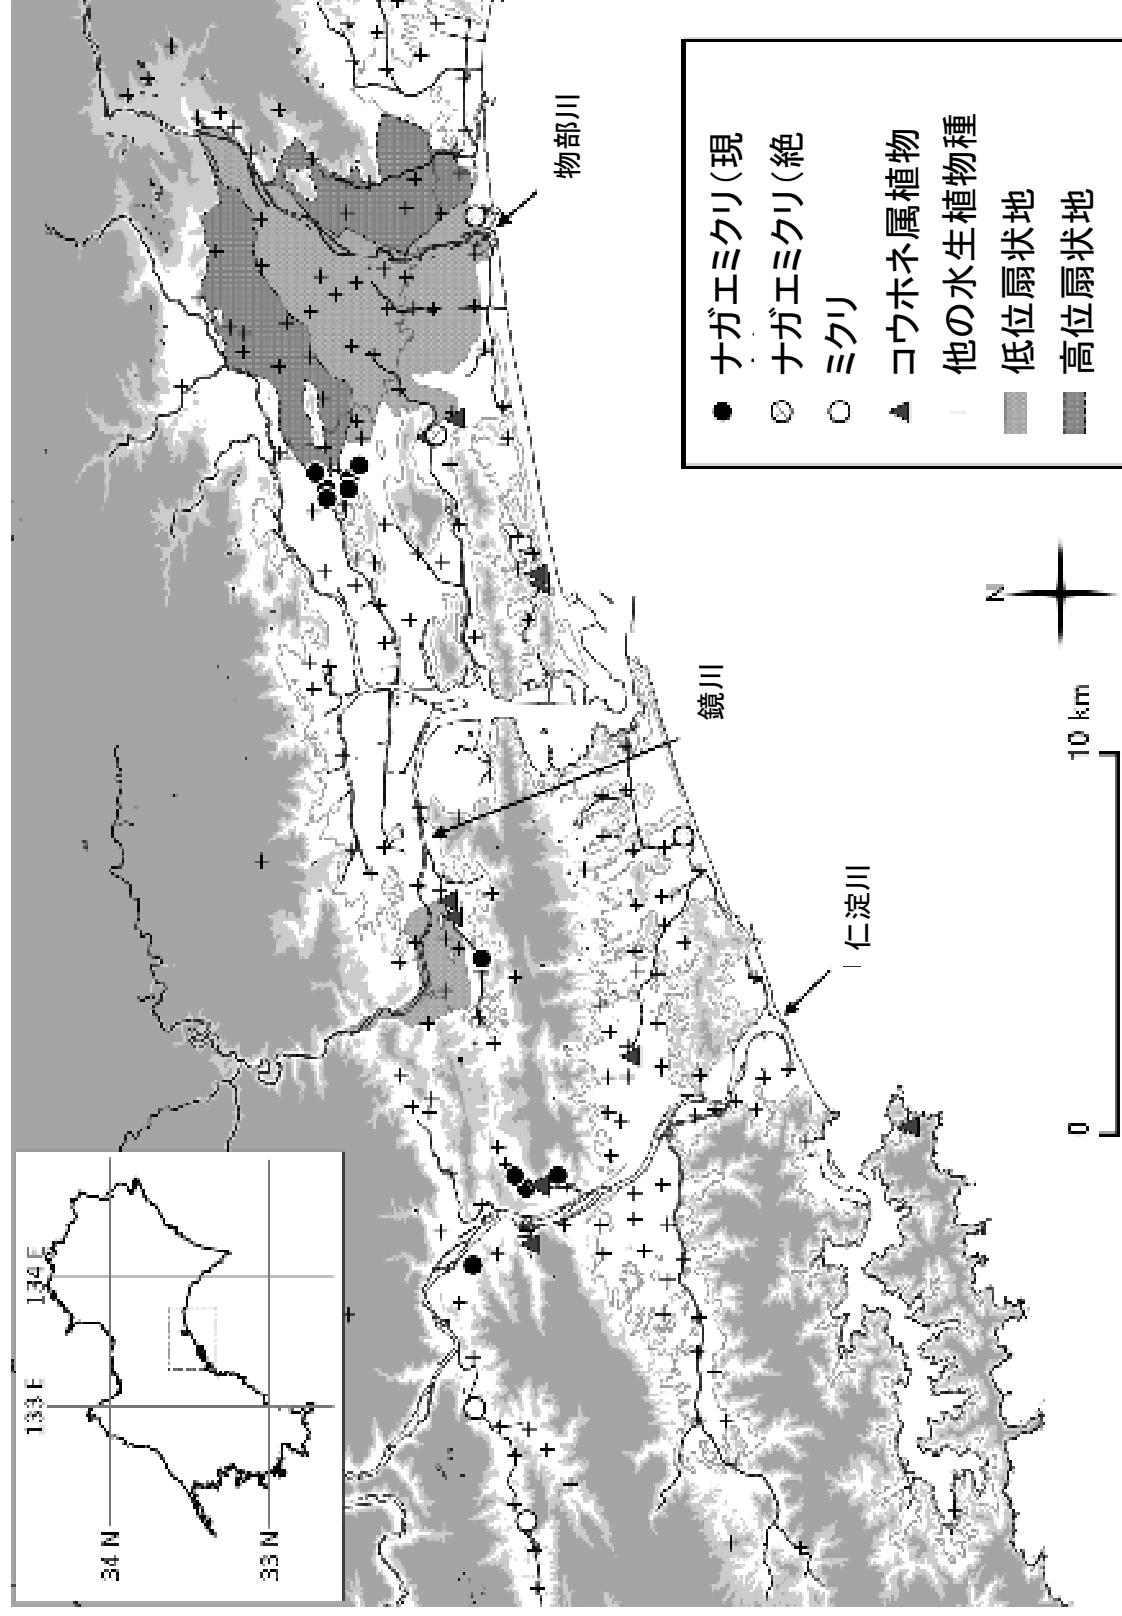 134 E
133 E
34 N
33 N
物部川
鏡川
仁淀川
ナガエミクリ(現
ナガエミクリ(絶
ミクリ
コウホネ属植物
他の水生植物種
低位扇状地
高位扇状地
N
0
10 km